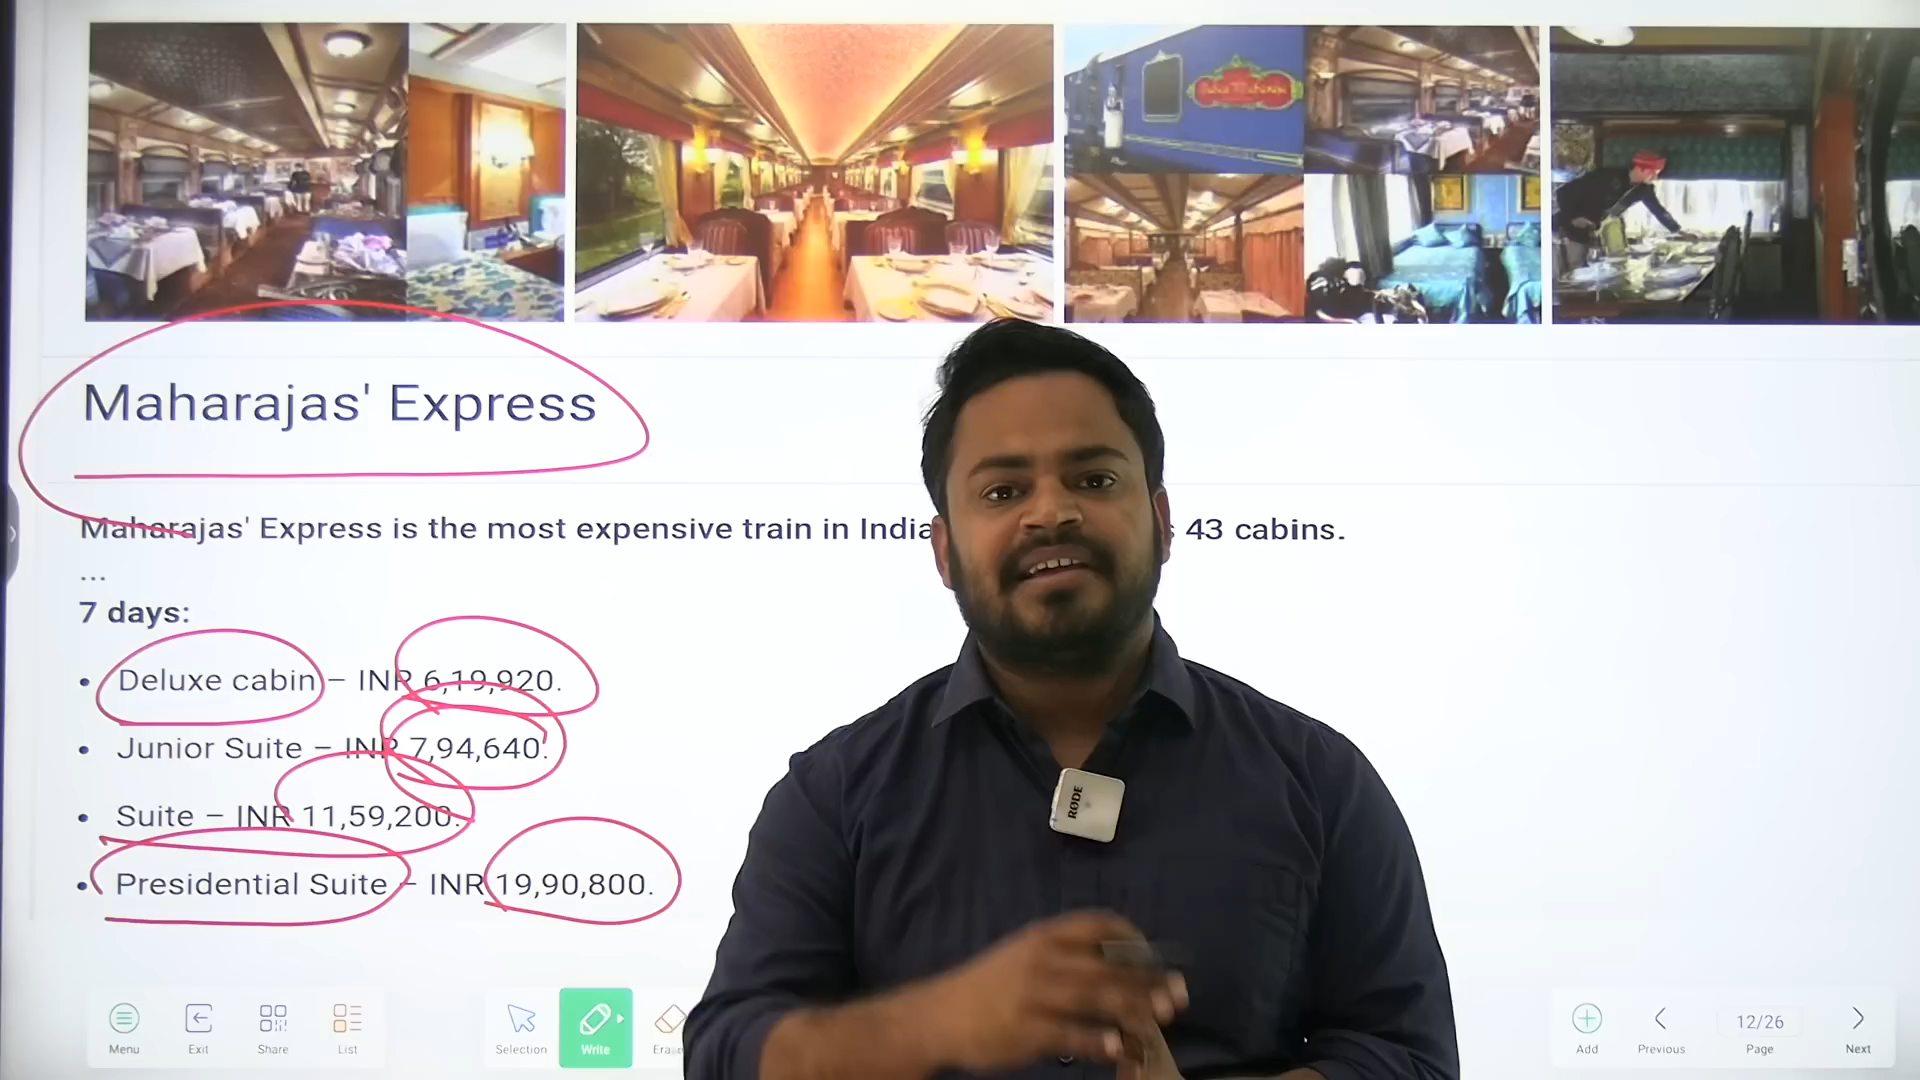 Maharajas' Express
Maharajas' Express is the most expensive train in India 43 cabins.
...
7 days:
• Deluxe cabin – INR 6,19,920.
• Junior Suite – INR 7,94,640.
• Suite – INR 11,59,200.
• Presidential Suite – INR 19,90,800.
RØDE
Menu Exit Share List Selection Write Erase Add Previous 12/26 Page Next